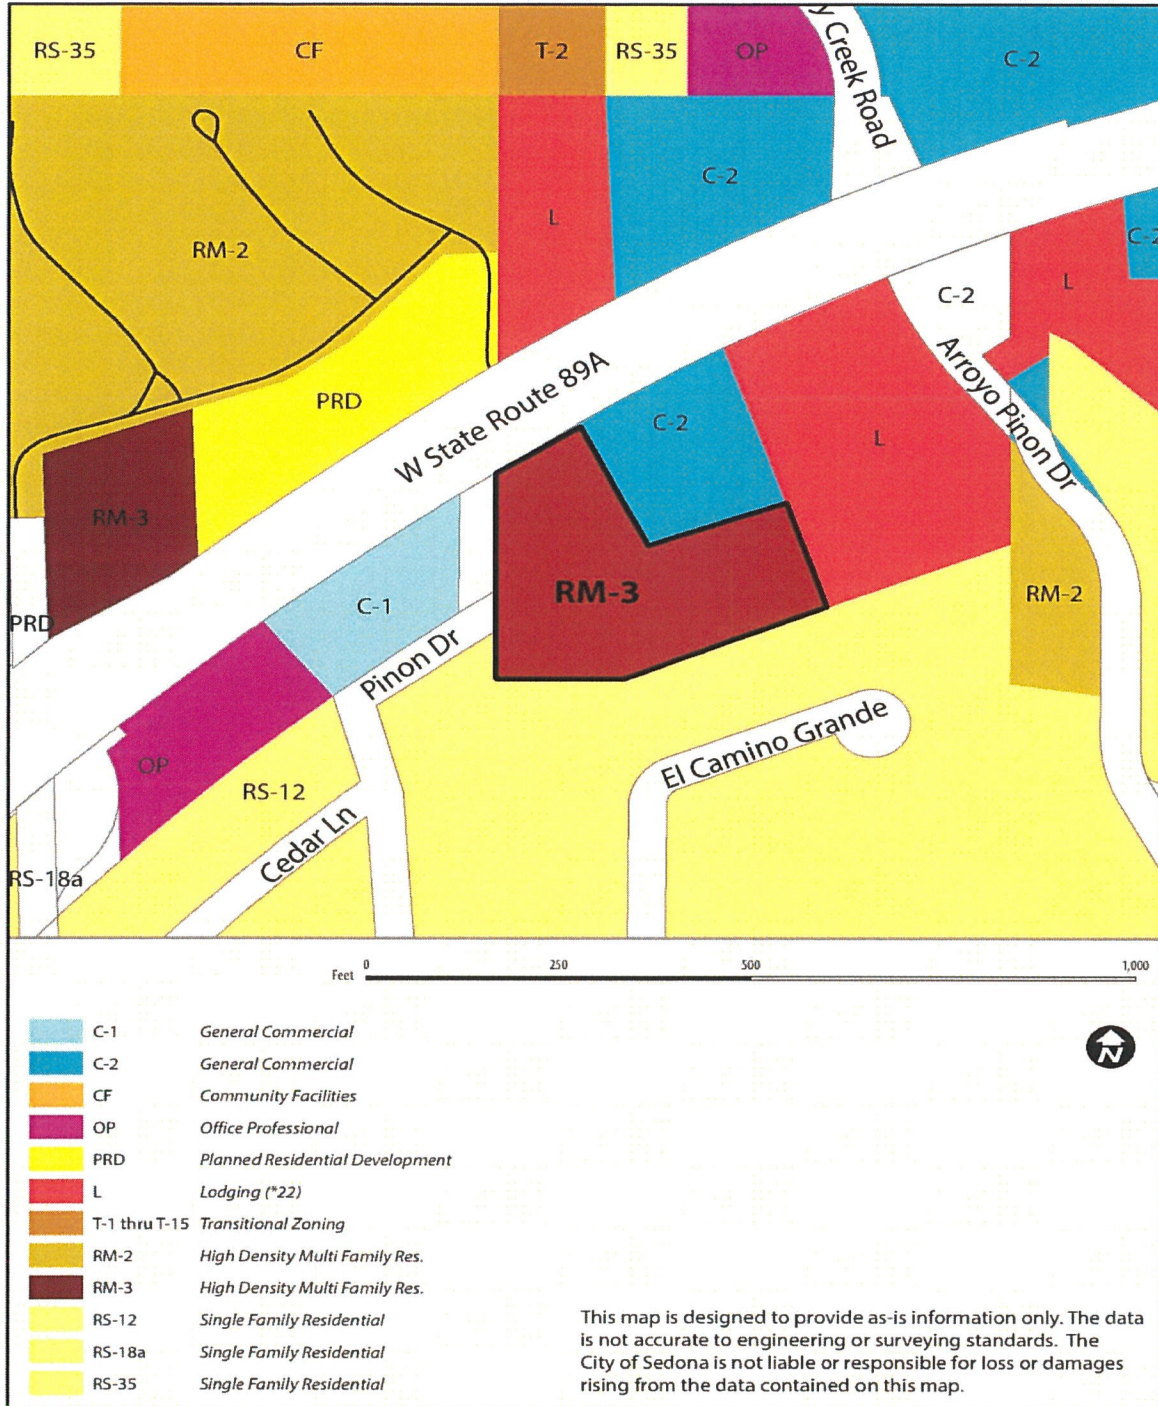 RS-35
CF
T-2
RS-35
OP
y Creek Road
C-2
C-2
L
RM-2
C-2
L
C-2
Arroyo Pinon Dr
PRD
W State Route 89A
C-2
L
RM-3
RM-3
C-1
RM-2
PRD
Pinon Dr
El Camino Grande
OP
RS-12
Cedar Ln
RS-18a
Feet 0 250 500 1,000
C-1 General Commercial
C-2 General Commercial
CF Community Facilities
OP Office Professional
PRD Planned Residential Development
L Lodging (*22)
T-1 thru T-15 Transitional Zoning
RM-2 High Density Multi Family Res.
RM-3 High Density Multi Family Res.
RS-12 Single Family Residential
RS-18a Single Family Residential
RS-35 Single Family Residential
N
This map is designed to provide as-is information only. The data
is not accurate to engineering or surveying standards. The
City of Sedona is not liable or responsible for loss or damages
rising from the data contained on this map.